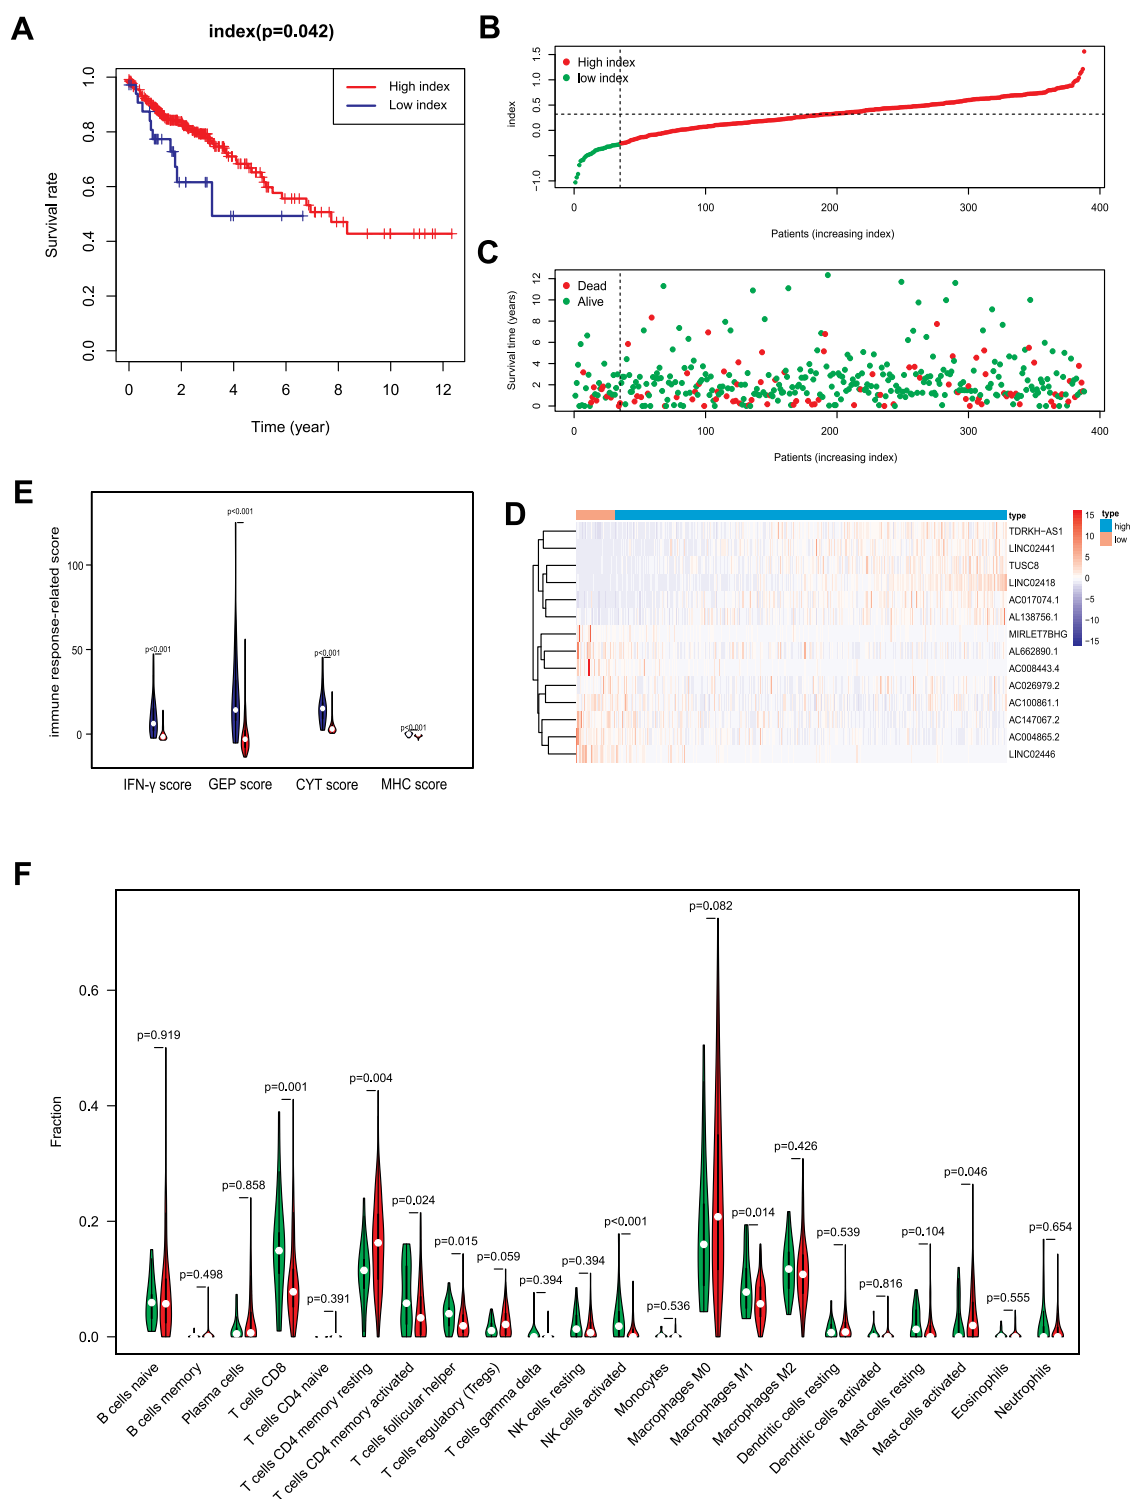 A
index(p=0.042)
High index
Low index
Survival rate
0.0
0.2
0.4
0.6
0.8
1.0
0
2
4
6
8
10
12
Time (year)
B
High index
low index
index
−1.0
0.0
0.5
1.0
1.5
0
100
200
300
400
Patients (increasing index)
C
Dead
Alive
Survival time (years)
0
2
4
6
8
10
12
0
100
200
300
400
Patients (increasing index)
E
immune response-related score
0
50
100
p<0.001
p<0.001
p<0.001
p<0.001
IFN-γ score
GEP score
CYT score
MHC score
D
type
TDRKH−AS1
LINC02441
TUSC8
LINC02418
AC017074.1
AL138756.1
MIRLET7BHG
AL662890.1
AC008443.4
AC026979.2
AC100861.1
AC147067.2
AC004865.2
LINC02446
15
10
5
0
−5
−10
−15
type
high
low
F
Fraction
0.0
0.2
0.4
0.6
p=0.919
p=0.498
p=0.858
p=0.001
p=0.391
p=0.004
p=0.024
p=0.015
p=0.059
p=0.394
p=0.394
p<0.001
p=0.536
p=0.082
p=0.014
p=0.426
p=0.539
p=0.816
p=0.104
p=0.046
p=0.555
p=0.654
B cells naive
B cells memory
Plasma cells
T cells CD8
T cells CD4 naive
T cells CD4 memory resting
T cells CD4 memory activated
T cells follicular helper
T cells regulatory (Tregs)
T cells gamma delta
NK cells resting
NK cells activated
Monocytes
Macrophages M0
Macrophages M1
Macrophages M2
Dendritic cells resting
Dendritic cells activated
Mast cells resting
Mast cells activated
Eosinophils
Neutrophils